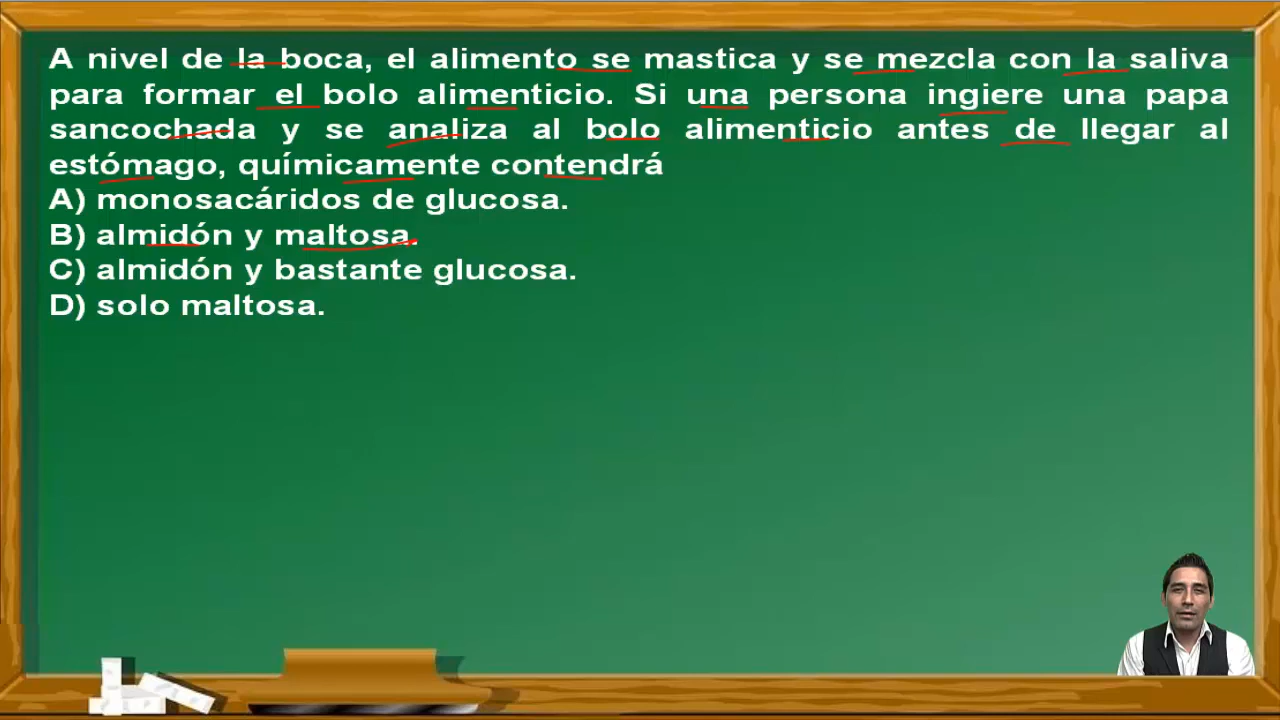 A nivel de la boca, el alimento se mastica y se mezcla con la saliva
para formar el bolo alimenticio. Si una persona ingiere una papa
sancochada y se analiza al bolo alimenticio antes de llegar al
estómago, químicamente contendrá
A) monosacáridos de glucosa.
B) almidón y maltosa.
C) almidón y bastante glucosa.
D) solo maltosa.